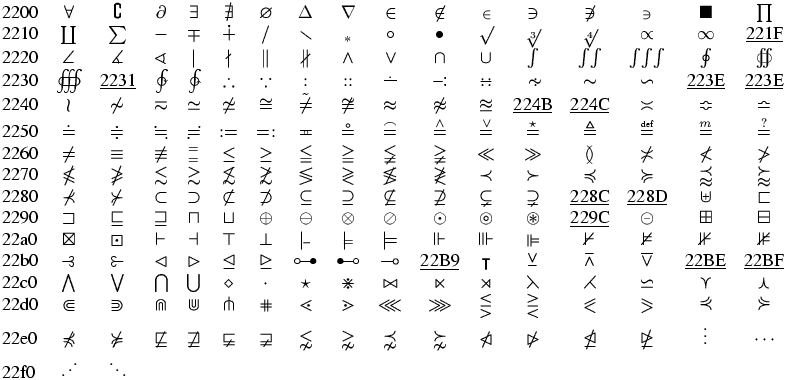 2200 ∀ ∁ ∂ ∃ ∄ ∅ ∆ ∇ ∈ ∉ ∊ ∋ ∌ ∍ ■ ∏
2210 ∐ ∑ − ∓ ∔ ∕ ∖ ∗ ∘ ∙ √ ∛ ∜ ∝ ∞ 221F
2220 ∠ ∡ ∢ ∣ ∤ ∥ ∦ ∧ ∨ ∩ ∪ ∫ ∬ ∭ ∮ ∯
2230 ∰ 2231 ∲ ∳ ∴ ∵ ∶ ∷ ∸ ∹ ∺ ∻ ∼ ∽ 223E 223E
2240 ≀ ≁ ≂ ≃ ≄ ≅ ≆ ≇ ≈ ≉ ≊ 224B 224C ≍ ≎ ≏
2250 ≐ ≑ ≒ ≓ ≔ ≕ ≖ ≗ ≘ ≙ ≚ ≛ ≜ ≝ ≞ ≟
2260 ≠ ≡ ≢ ≣ ≤ ≥ ≦ ≧ ≨ ≩ ≪ ≫ ≬ ≭ ≮ ≯
2270 ≰ ≱ ≲ ≳ ≴ ≵ ≶ ≷ ≸ ≹ ≺ ≻ ≼ ≽ ≾ ≿
2280 ⊀ ⊁ ⊂ ⊃ ⊄ ⊅ ⊆ ⊇ ⊈ ⊉ ⊊ ⊋ 228C 228D ⊎ ⊏
2290 ⊐ ⊑ ⊒ ⊓ ⊔ ⊕ ⊖ ⊗ ⊘ ⊙ ⊚ ⊛ 229C ⊝ ⊞ ⊟
22a0 ⊠ ⊡ ⊢ ⊣ ⊤ ⊥ ⊦ ⊧ ⊨ ⊩ ⊪ ⊫ ⊬ ⊭ ⊮ ⊯
22b0 ⊰ ⊱ ⊲ ⊳ ⊴ ⊵ ⊶ ⊷ ⊸ 22B9 ⊺ ⊻ ⊼ ⊽ 22BE 22BF
22c0 ⋀ ⋁ ⋂ ⋃ ⋄ ⋅ ⋆ ⋇ ⋈ ⋉ ⋊ ⋋ ⋌ ⋍ ⋎ ⋏
22d0 ⋐ ⋑ ⋒ ⋓ ⋔ ⋕ ⋖ ⋗ ⋘ ⋙ ⋚ ⋛ ⋜ ⋝ ⋞ ⋟
22e0 ⋠ ⋡ ⋢ ⋣ ⋤ ⋥ ⋦ ⋧ ⋨ ⋩ ⋪ ⋫ ⋬ ⋭ ⋮ ⋯
22f0 ⋰ ⋱